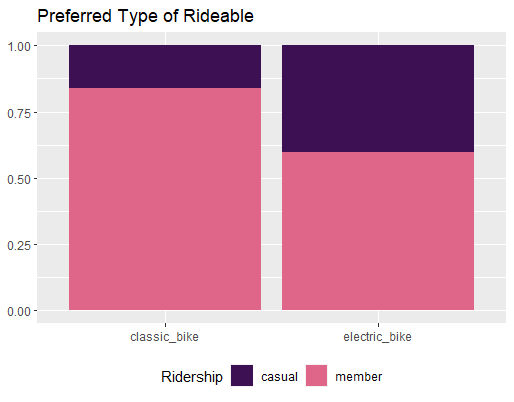 Preferred Type of Rideable
1.00
0.75
0.50
0.25
0.00
classic_bike electric_bike
Ridership casual member